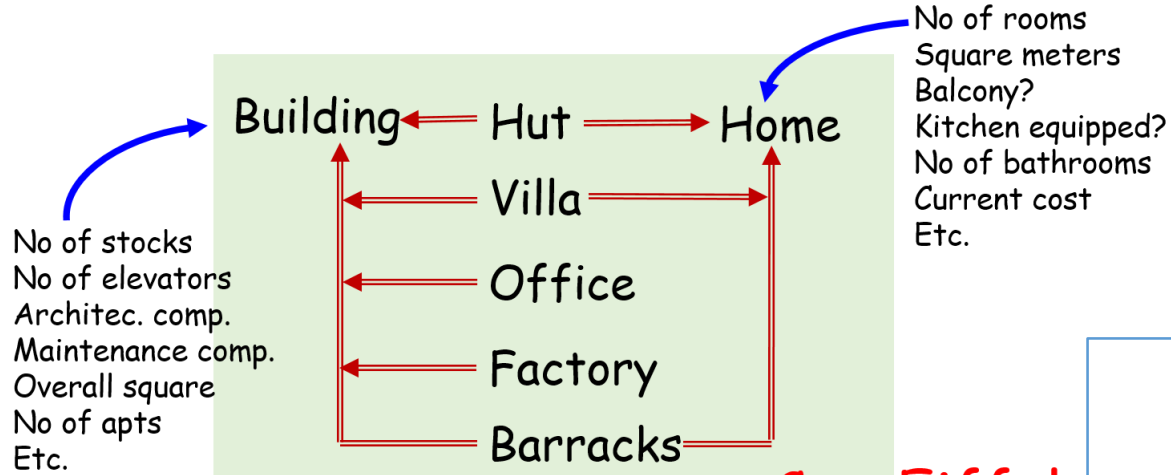 No of rooms
Square meters
Balcony?
Kitchen equipped?
No of bathrooms
Current cost
Etc.
Building Hut Home
Villa
Office
Factory
Barracks
No of stocks
No of elevators
Architec. comp.
Maintenance comp.
Overall square
No of apts
Etc.